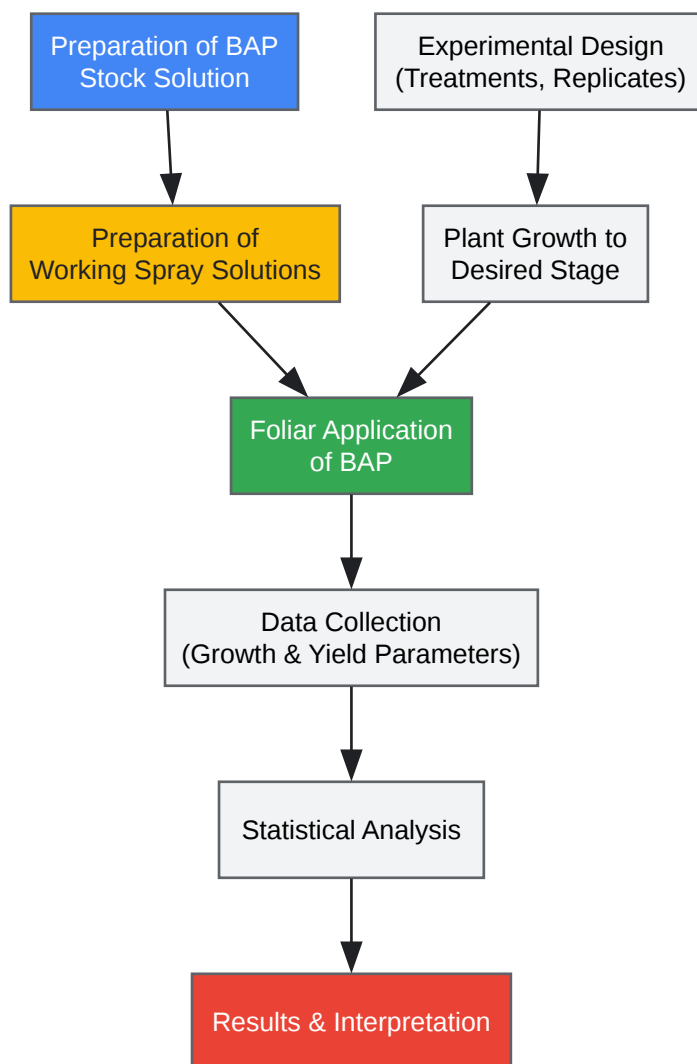 Preparation of BAP
Stock Solution
Experimental Design
(Treatments, Replicates)
Preparation of
Working Spray Solutions
Plant Growth to
Desired Stage
Foliar Application
of BAP
Data Collection
(Growth & Yield Parameters)
Statistical Analysis
Results & Interpretation